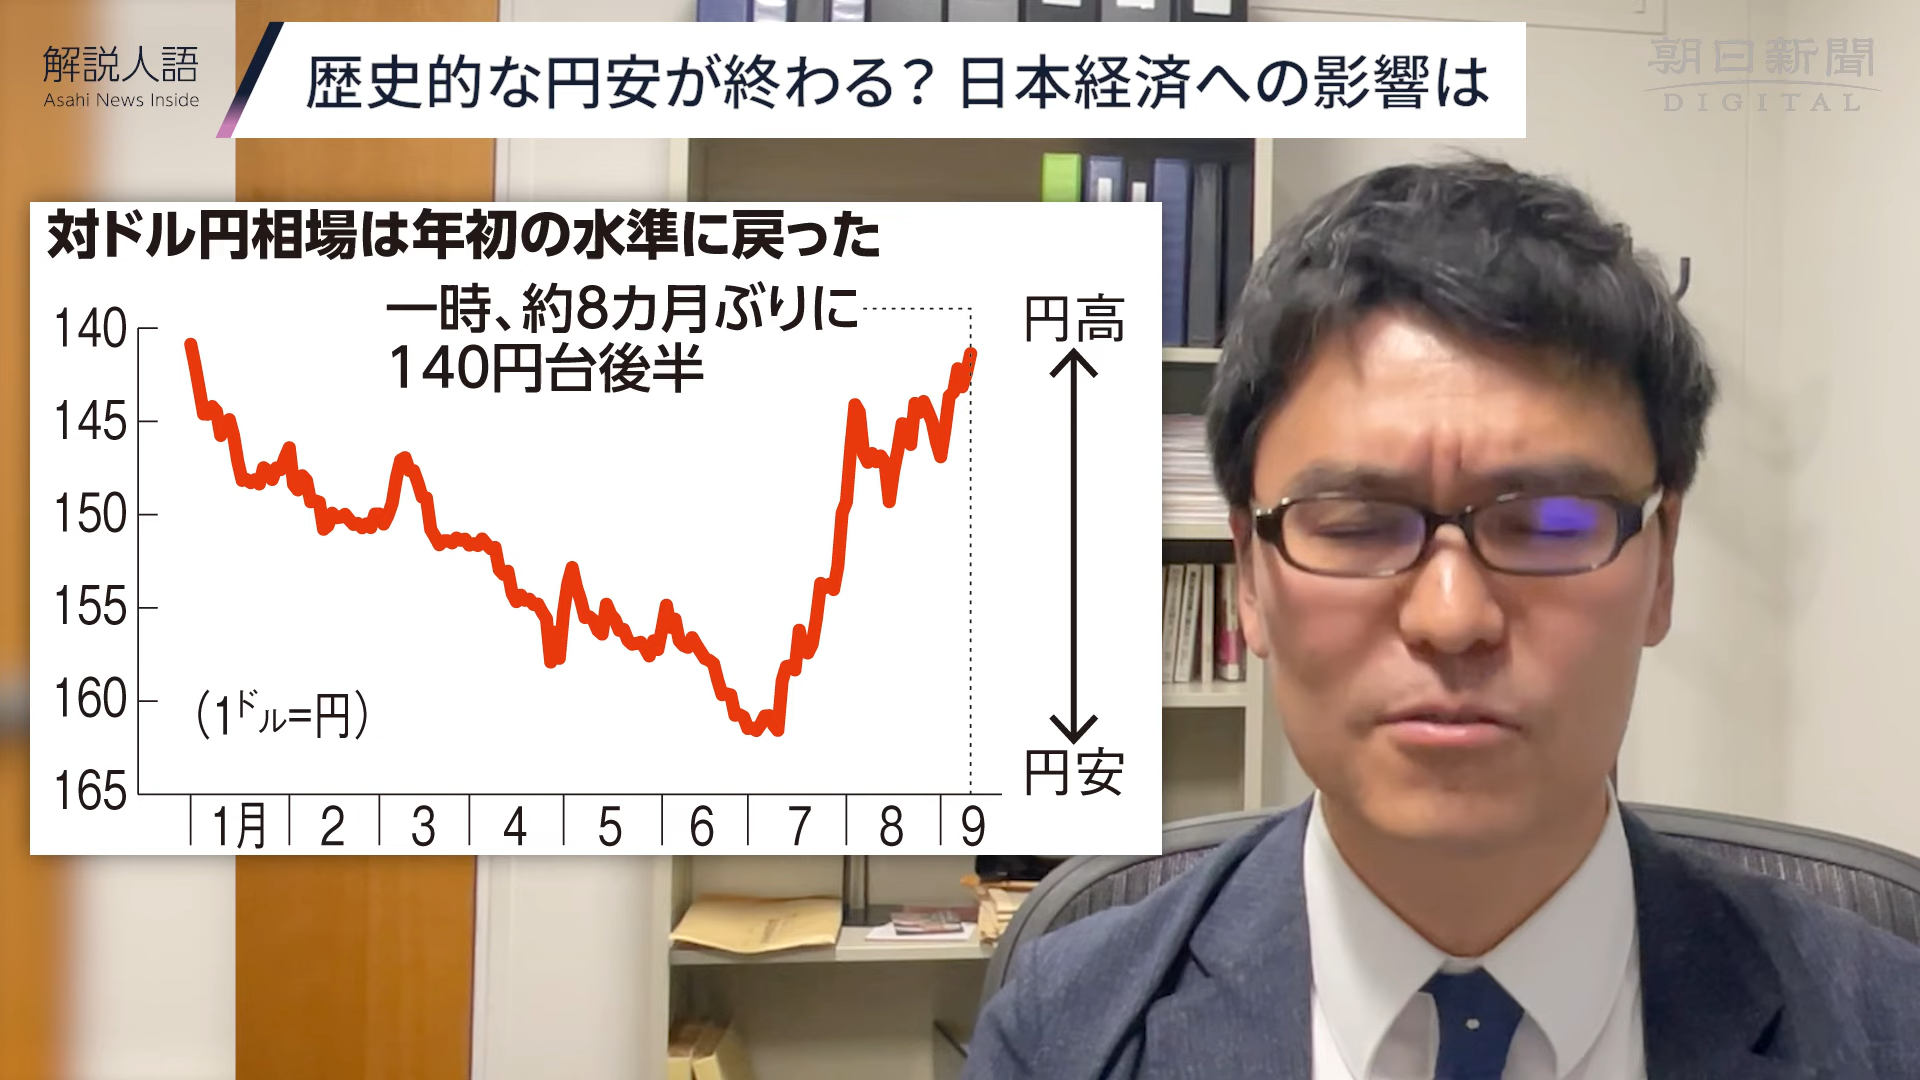 解説人語
Asahi News Inside
歴史的な円安が終わる？ 日本経済への影響は
朝日新聞
DIGITAL
対ドル円相場は年初の水準に戻った
一時、約8カ月ぶりに
140円台後半
円高
円安
140
145
150
155
160
165
(1ドル=円)
1月 2 3 4 5 6 7 8 9